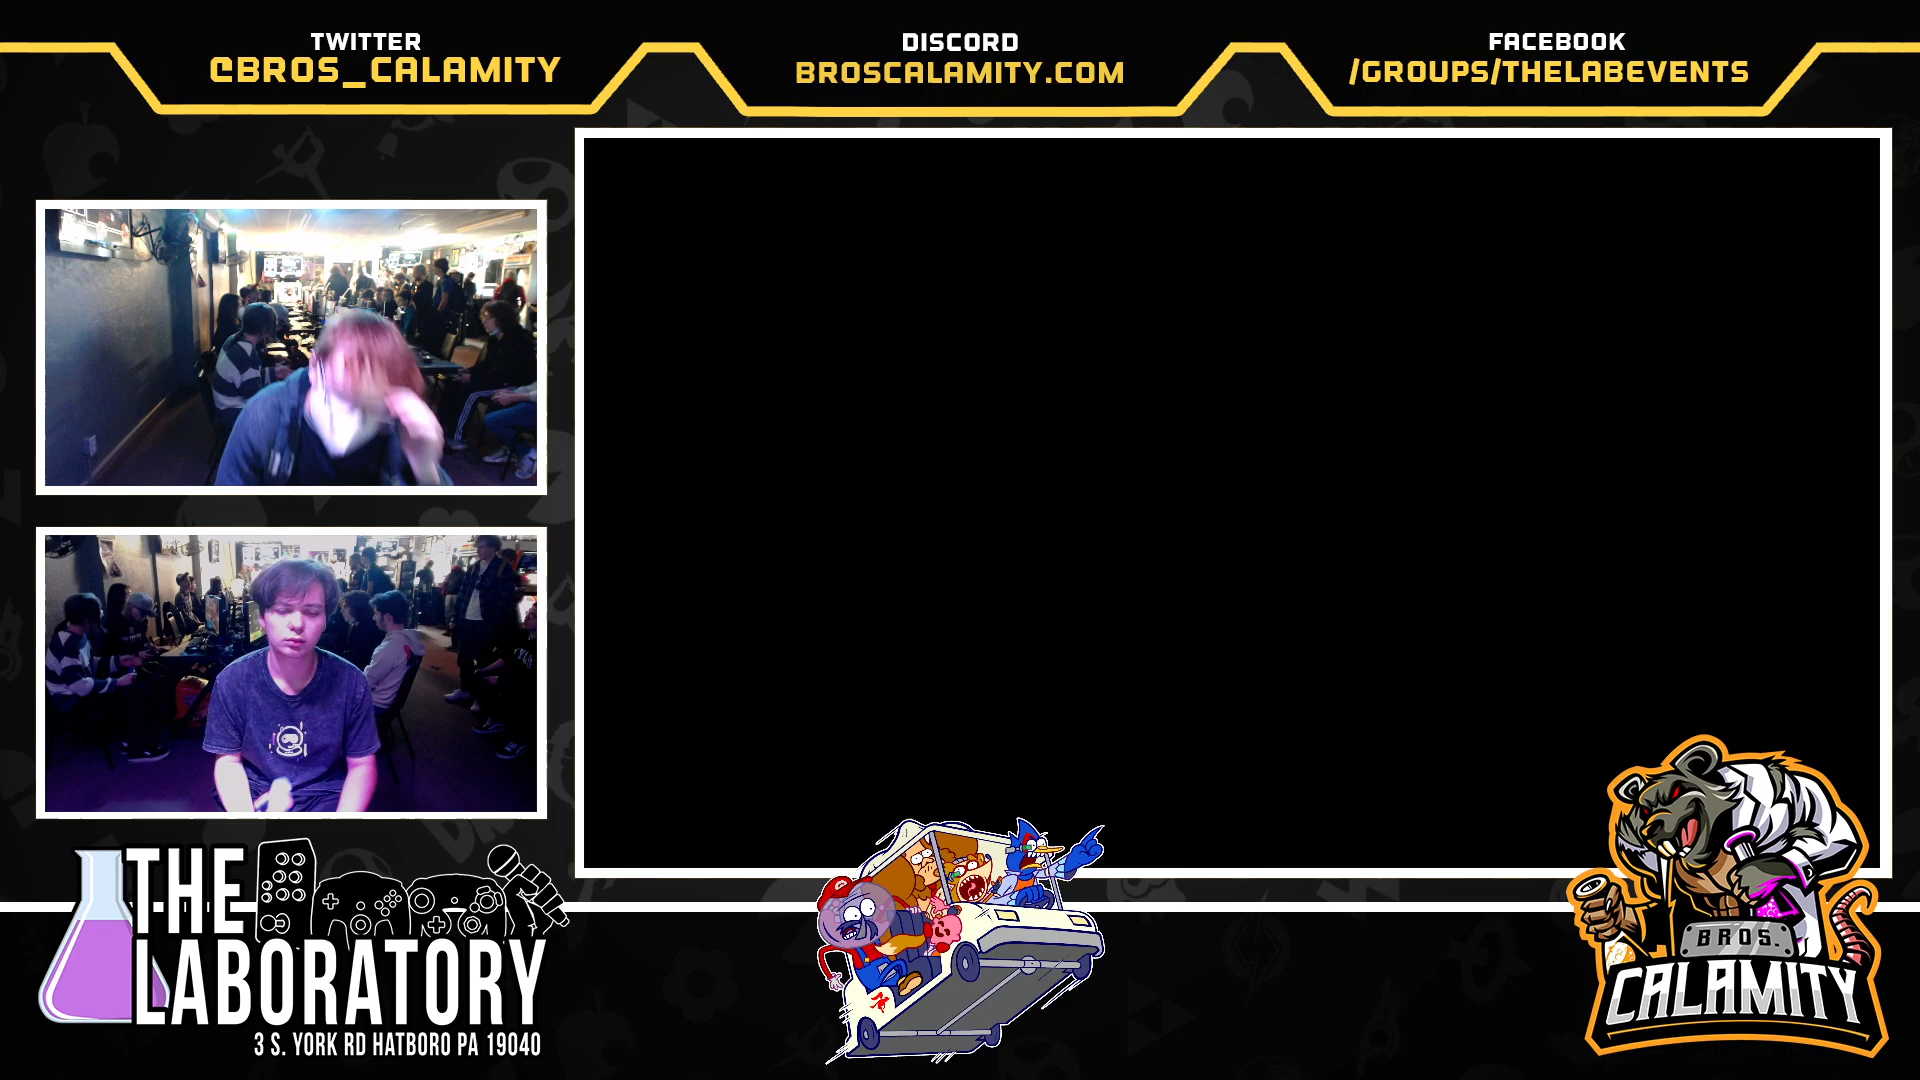 TWITTER
@BROS_CALAMITY
DISCORD
BROSCALAMITY.COM
FACEBOOK
/GROUPS/THELABEVENTS
THE
LABORATORY
3 S. YORK RD HATBORO PA 19040
BROS.
CALAMITY